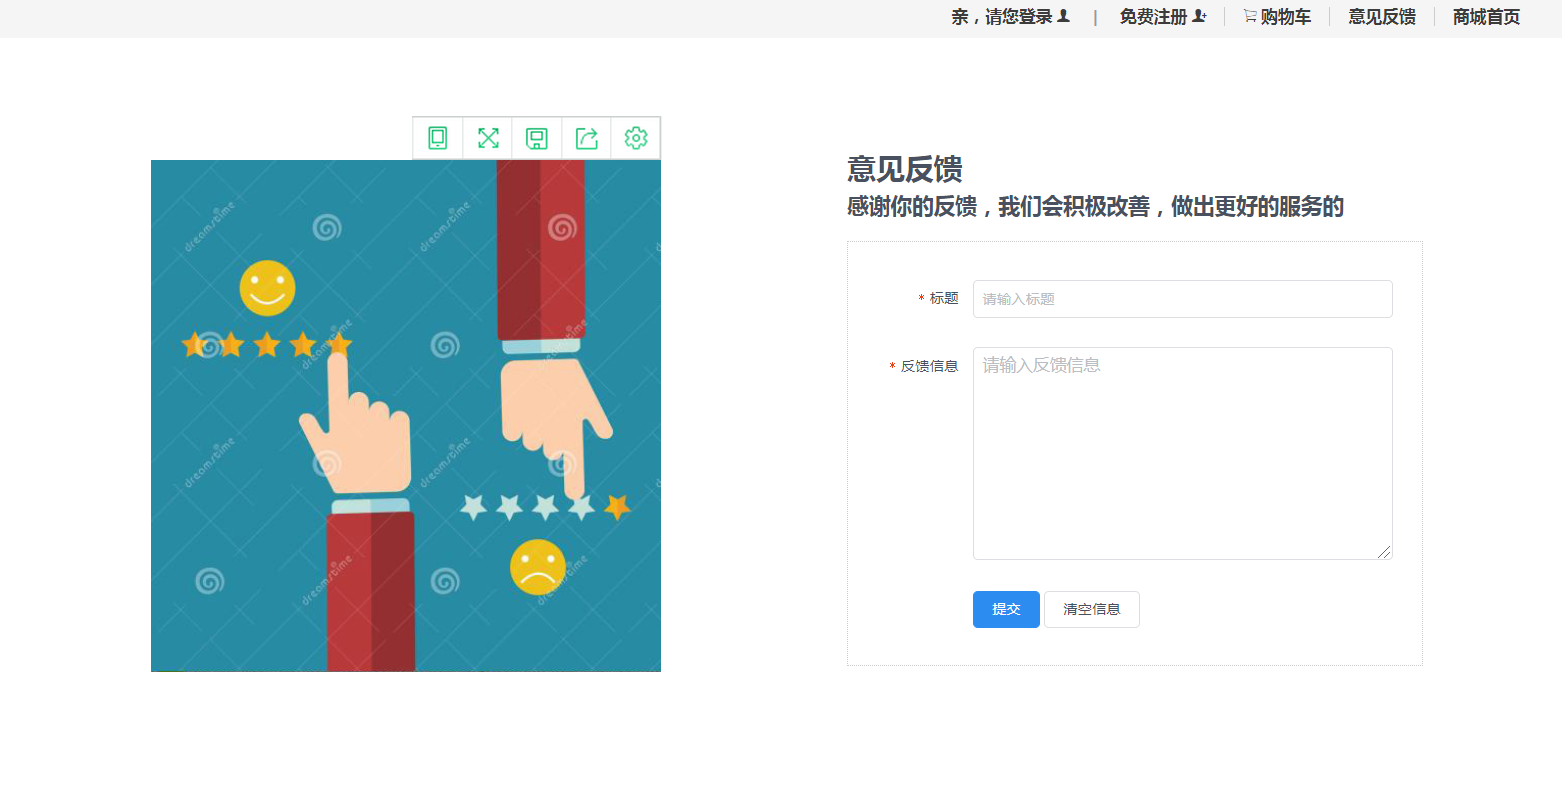 亲，请您登录 | 免费注册 购物车 意见反馈 商城首页
意见反馈
感谢你的反馈，我们会积极改善，做出更好的服务的
* 标题 请输入标题
* 反馈信息 请输入反馈信息
提交 清空信息
dreamstime
dreamstime
dreamstime
dreamstime
dreamstime
dreamstime
dreamstime
dreamstime